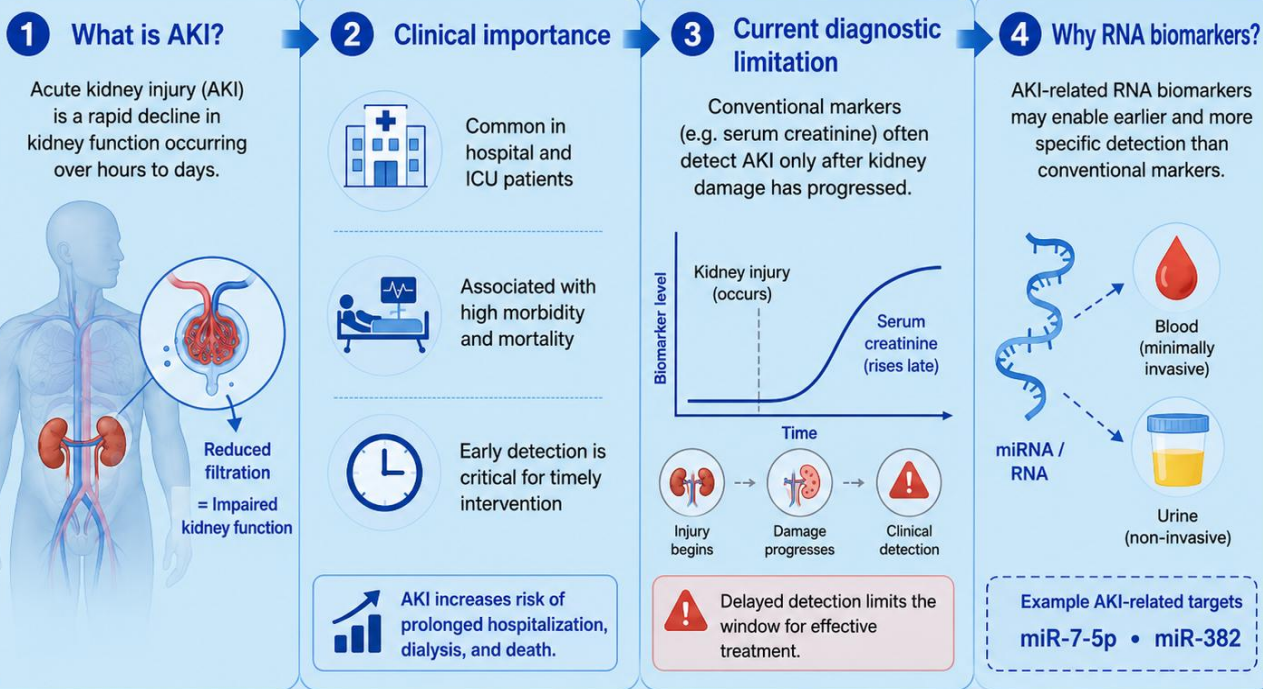 1 What is AKI?
Acute kidney injury (AKI)
is a rapid decline in
kidney function occurring
over hours to days.
Reduced
filtration
= Impaired
kidney function
2 Clinical importance
Common in
hospital and
ICU patients
Associated with
high morbidity
and mortality
Early detection is
critical for timely
intervention
AKI increases risk of
prolonged hospitalization,
dialysis, and death.
3 Current diagnostic
limitation
Conventional markers
(e.g. serum creatinine) often
detect AKI only after kidney
damage has progressed.
Biomarker level
Kidney injury
(occurs)
Serum
creatinine
(rises late)
Time
Injury
begins
Damage
progresses
Clinical
detection
Delayed detection limits the
window for effective
treatment.
4 Why RNA biomarkers?
AKI-related RNA biomarkers
may enable earlier and more
specific detection than
conventional markers.
miRNA /
RNA
Blood
(minimally
invasive)
Urine
(non-invasive)
Example AKI-related targets
miR-7-5p • miR-382